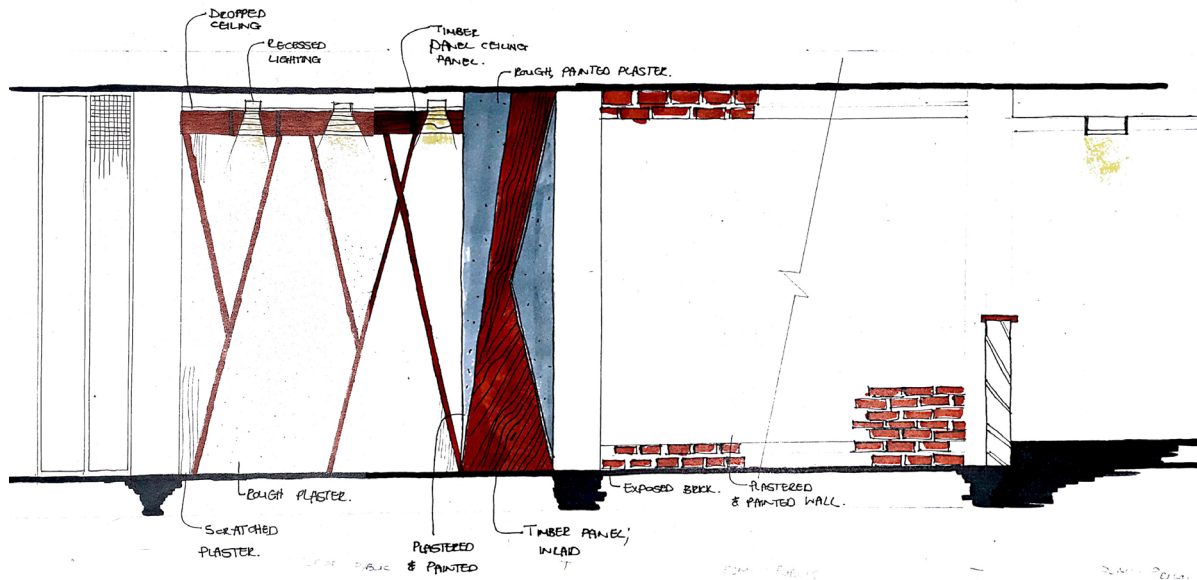 DROPPED
CEILING
RECESSED
LIGHTING
TIMBER
PANEL CEILING
PANEL.
ROUGH, PAINTED PLASTER.
ROUGH PLASTER.
SCRATCHED
PLASTER.
PLASTERED
& PAINTED
TIMBER PANEL,
INLAID
EXPOSED BRICK.
PLASTERED
& PAINTED WALL.